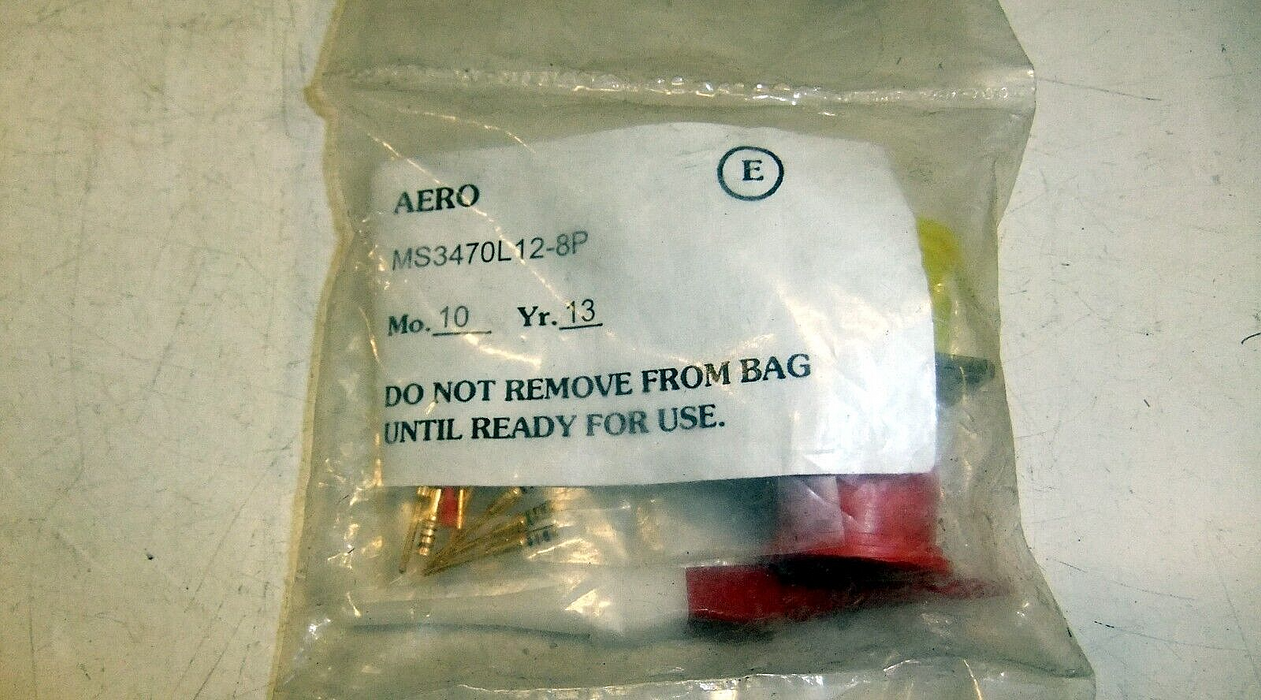 E
AERO
MS3470L12-8P
Mo. 10 Yr. 13
DO NOT REMOVE FROM BAG
UNTIL READY FOR USE.